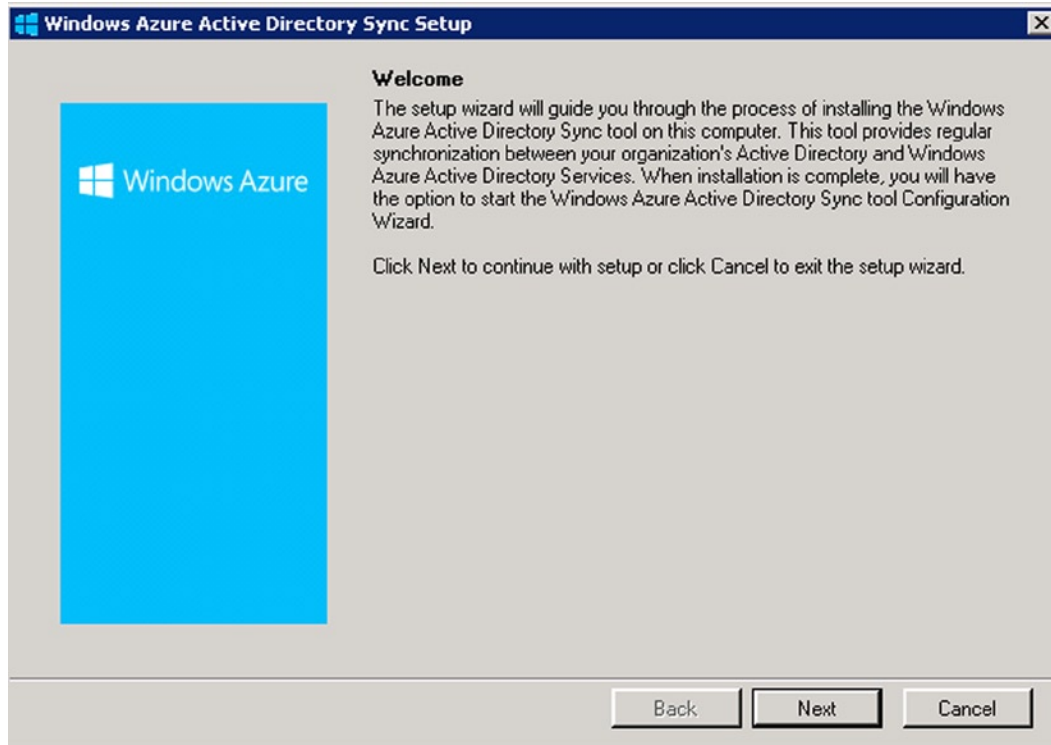 Windows Azure Active Directory Sync Setup
Welcome
The setup wizard will guide you through the process of installing the Windows
Azure Active Directory Sync tool on this computer. This tool provides regular
synchronization between your organization's Active Directory and Windows
Azure Active Directory Services. When installation is complete, you will have
the option to start the Windows Azure Active Directory Sync tool Configuration
Wizard.
Click Next to continue with setup or click Cancel to exit the setup wizard.
Windows Azure
Back
Next
Cancel